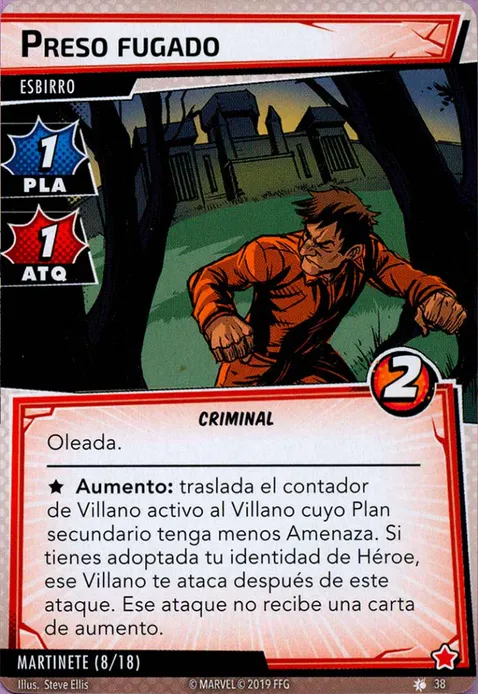 PRESO FUGADO
ESBIRRO
1
PLA
1
ATQ
2
CRIMINAL
Oleada.
★ Aumento: traslada el contador
de Villano activo al Villano cuyo Plan
secundario tenga menos Amenaza. Si
tienes adoptada tu identidad de Héroe,
ese Villano te ataca después de este
ataque. Ese ataque no recibe una carta
de aumento.
MARTINETE (8/18)
Illus. Steve Ellis
© MARVEL © 2019 FFG
38